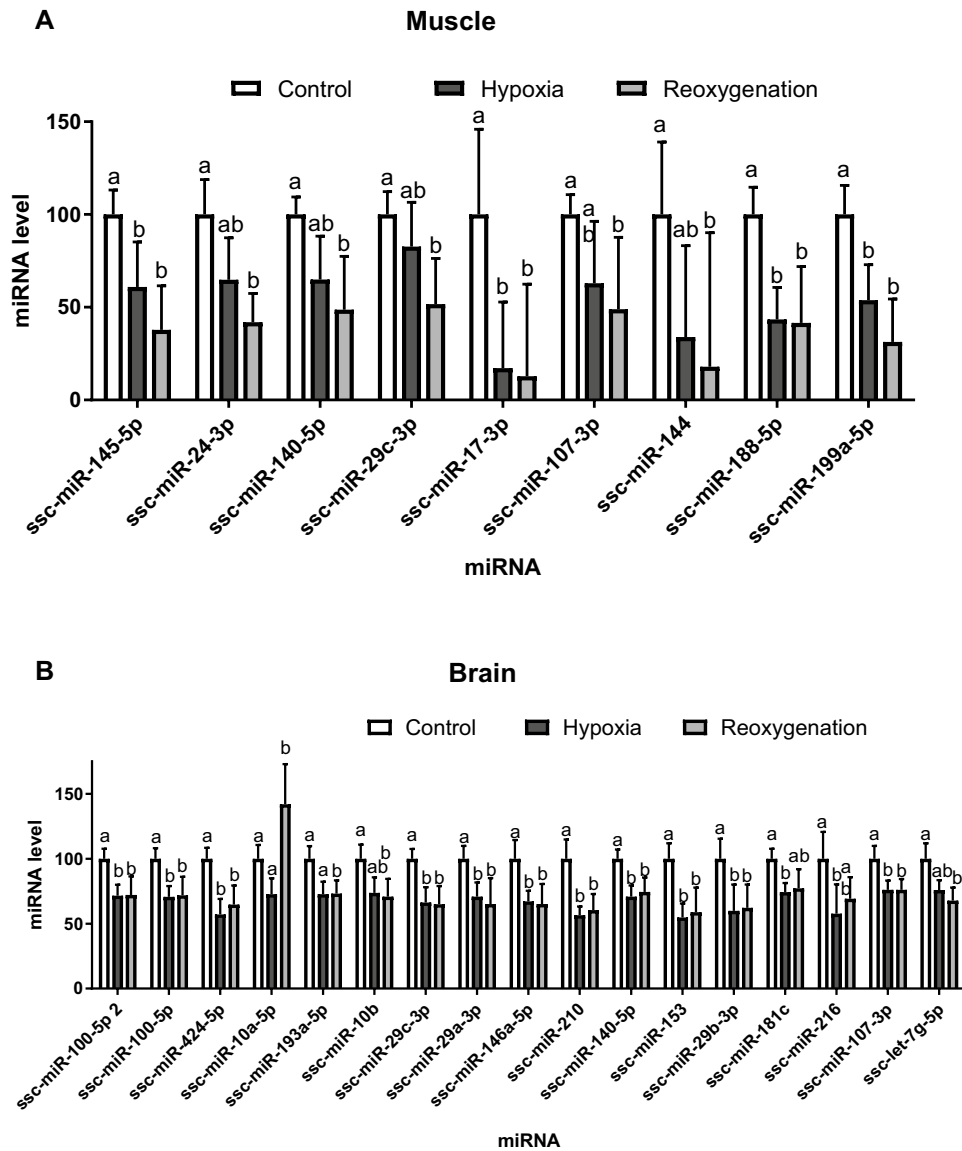 A
Muscle
Control Hypoxia Reoxygenation
miRNA level
150
100
50
0
a b b
a ab b
a ab b
a ab b
a b b
a a b b
a ab b
a b b
a b b
ssc-miR-145-5p
ssc-miR-24-3p
ssc-miR-140-5p
ssc-miR-29c-3p
ssc-miR-17-3p
ssc-miR-107-3p
ssc-miR-144
ssc-miR-188-5p
ssc-miR-199a-5p
miRNA
B
Brain
Control Hypoxia Reoxygenation
miRNA level
150
100
50
0
a b b
a b b
a b b
a a b
a b b
a ab b
a b b
a b b
a b b
a b b
a b b
a b b
a b b
a b ab
a b a b
a b b
a ab b
ssc-miR-100-5p 2
ssc-miR-100-5p
ssc-miR-424-5p
ssc-miR-10a-5p
ssc-miR-193a-5p
ssc-miR-10b
ssc-miR-29c-3p
ssc-miR-29a-3p
ssc-miR-146a-5p
ssc-miR-210
ssc-miR-140-5p
ssc-miR-153
ssc-miR-29b-3p
ssc-miR-181c
ssc-miR-216
ssc-miR-107-3p
ssc-let-7g-5p
miRNA